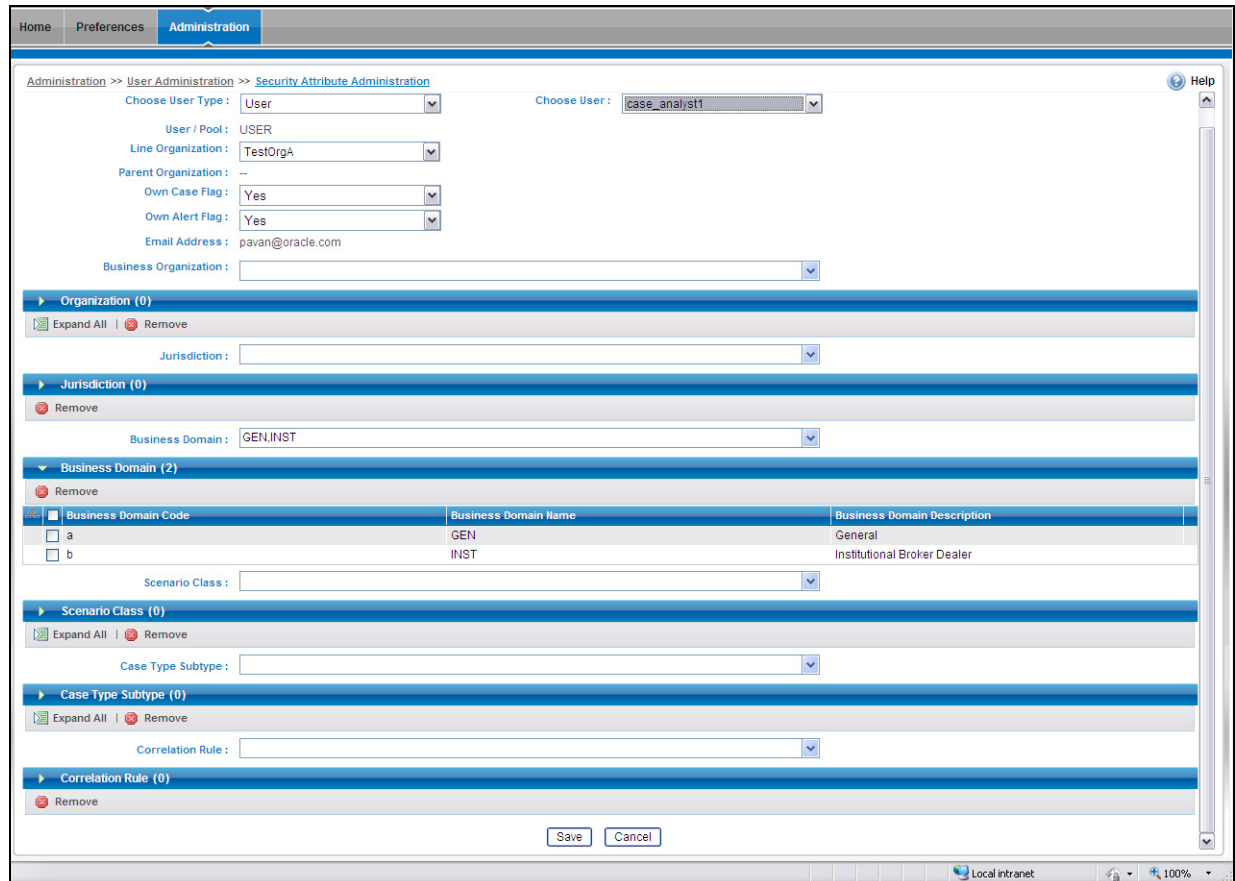 Home Preferences Administration
Administration >> User Administration >> Security Attribute Administration Help
Choose User Type : User Choose User : case_analyst1
User / Pool : USER
Line Organization : TestOrgA
Parent Organization : --
Own Case Flag : Yes
Own Alert Flag : Yes
Email Address : pavan@oracle.com
Business Organization :
Organization (0)
Expand All | Remove
Jurisdiction :
Jurisdiction (0)
Remove
Business Domain : GEN,INST
Business Domain (2)
Remove
Business Domain Code Business Domain Name Business Domain Description
a GEN General
b INST Institutional Broker Dealer
Scenario Class :
Scenario Class (0)
Expand All | Remove
Case Type Subtype :
Case Type Subtype (0)
Expand All | Remove
Correlation Rule :
Correlation Rule (0)
Remove
Save Cancel
Local intranet 100%